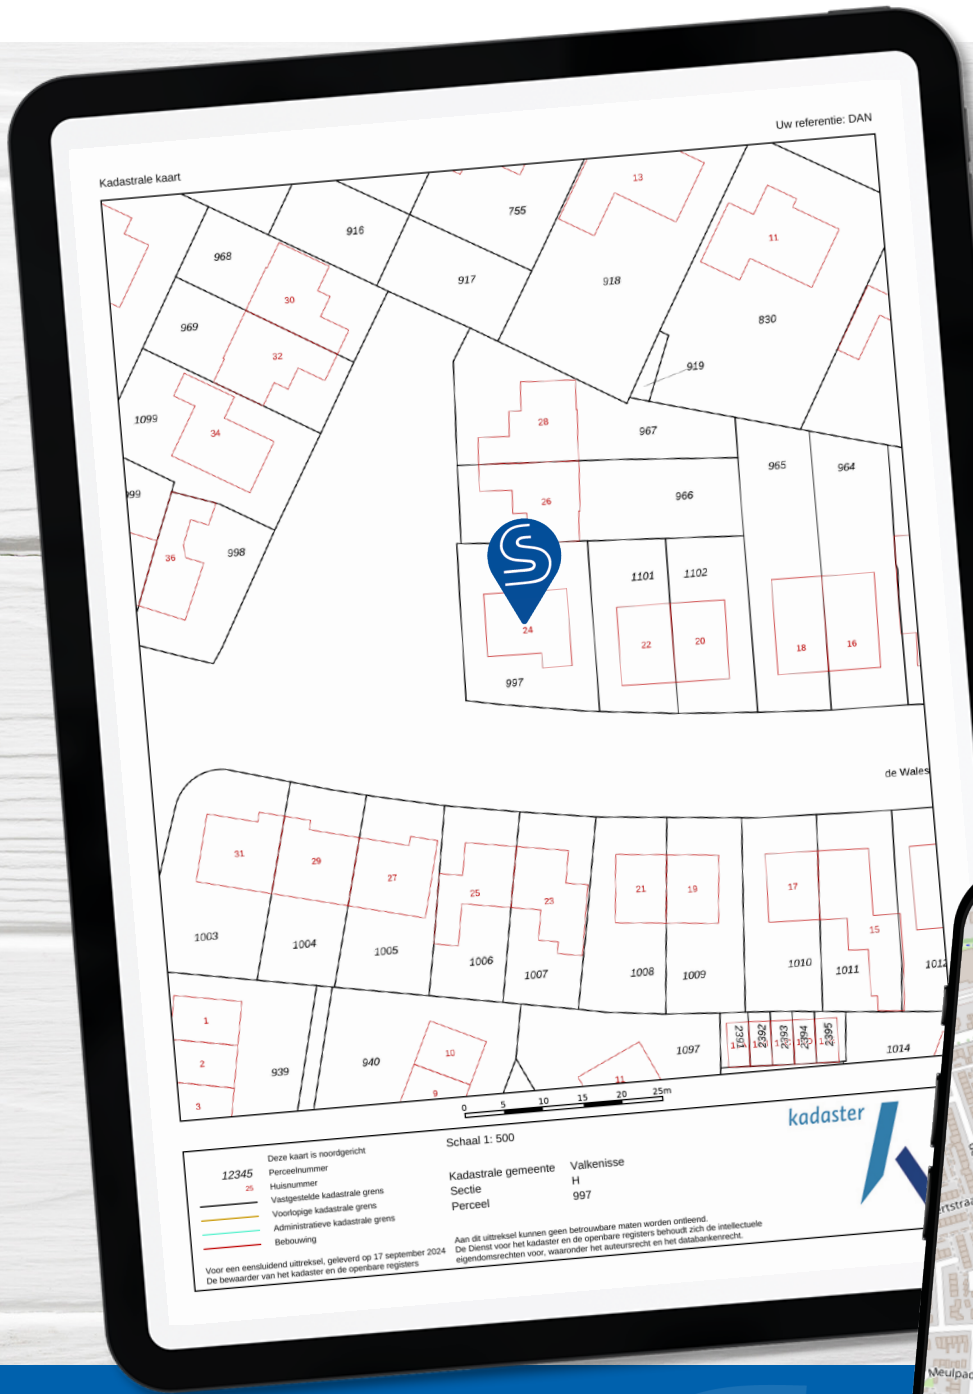 Uw referentie: DAN
Kadastrale kaart
13
755
916
11
968
918
917
30
830
969
32
919
28
1099
967
34
965
964
99
966
26
998
36
1101
1102
24
22
20
18
16
997
de Wales
31
29
27
25
23
21
19
17
15
1003
1004
1005
1006
1007
1008
1009
1010
1011
1012
1
2391
2392
2393
2394
2395
2
939
940
10
1097
1014
3
9
11
0 5 10 15 20 25m
kadaster
Deze kaart is noordgericht
Schaal 1: 500
12345 Perceelnummer
25 Huisnummer
Vastgestelde kadastrale grens
Voorlopige kadastrale grens
Administratieve kadastrale grens
Bebouwing
Kadastrale gemeente Valkenisse
Sectie H
Perceel 997
Voor een eensluidend uittreksel, geleverd op 17 september 2024
De bewaarder van het kadaster en de openbare registers
Aan dit uittreksel kunnen geen betrouwbare maten worden ontleend.
De Dienst voor het kadaster en de openbare registers behoudt zich de intellectuele
eigendomsrechten voor, waaronder het auteursrecht en het databankenrecht.
ertstraa
Meulpad